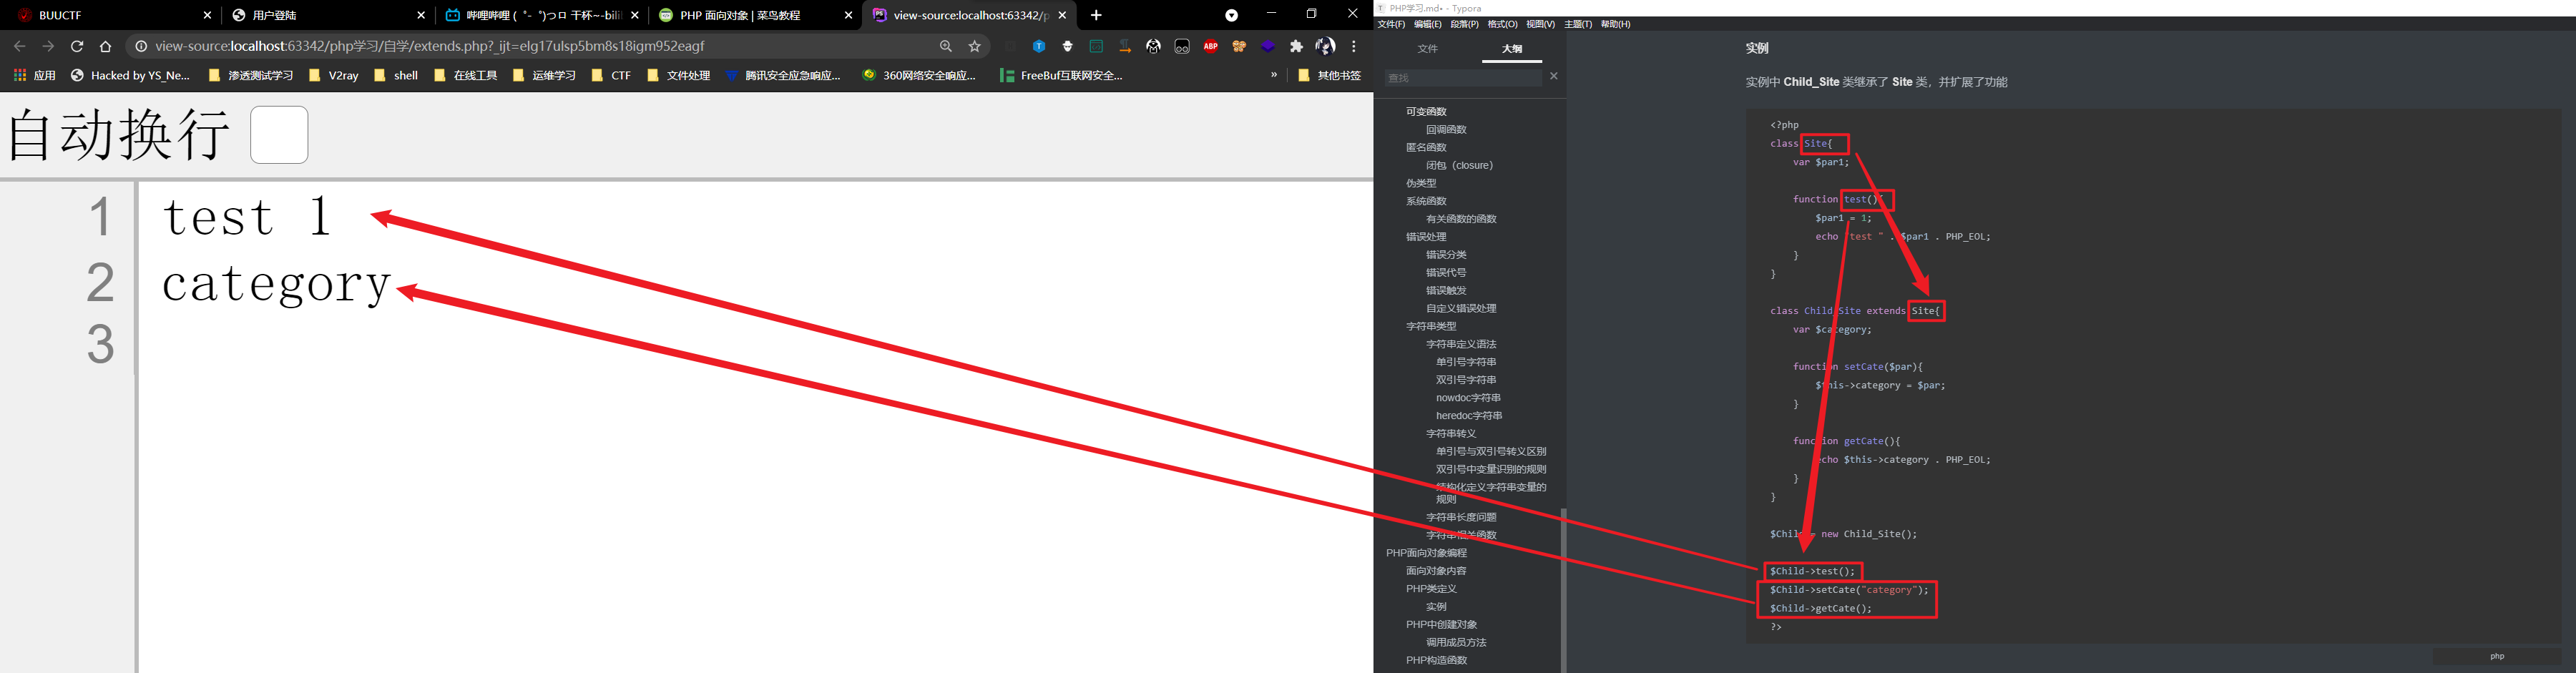 BUUCTF
用户登陆
哔哩哔哩 ( ゜- ゜)つロ 干杯~-bili
PHP 面向对象 | 菜鸟教程
view-source:localhost:63342/p
view-source:localhost:63342/php学习/自学/extends.php?_ijt=elg17ulsp5bm8s18igm952eagf
应用
Hacked by YS_Ne...
渗透测试学习
V2ray
shell
在线工具
运维学习
CTF
文件处理
腾讯安全应急响应...
360网络安全响应...
FreeBuf互联网安全...
»
其他书签
自动换行
1 test 1
2 category
3
PHP学习.md• - Typora
文件(F) 编辑(E) 段落(P) 格式(O) 视图(V) 主题(T) 帮助(H)
文件 大纲
查找
可变函数
回调函数
匿名函数
闭包（closure）
伪类型
系统函数
有关函数的函数
错误处理
错误分类
错误代号
错误触发
自定义错误处理
字符串类型
字符串定义语法
单引号字符串
双引号字符串
nowdoc字符串
heredoc字符串
字符串转义
单引号与双引号转义区别
双引号中变量识别的规则
结构化定义字符串变量的
规则
字符串长度问题
字符串相关函数
PHP面向对象编程
面向对象内容
PHP类定义
实例
PHP中创建对象
调用成员方法
PHP构造函数
实例
实例中 Child_Site 类继承了 Site 类，并扩展了功能
<?php
class Site{
var $par1;
function test(){
$par1 = 1;
echo "test " . $par1 . PHP_EOL;
}
}
class Child_Site extends Site{
var $category;
function setCate($par){
$this->category = $par;
}
function getCate(){
echo $this->category . PHP_EOL;
}
}
$Child = new Child_Site();
$Child->test();
$Child->setCate("category");
$Child->getCate();
?>
php